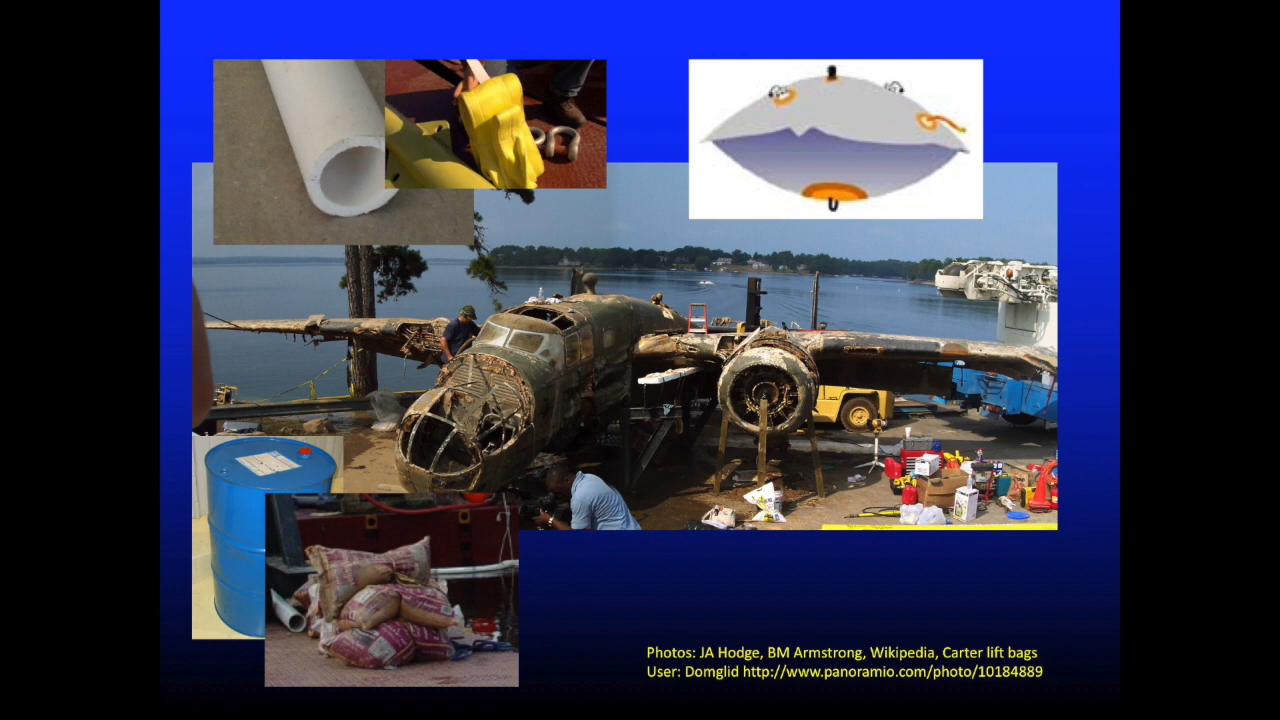 Photos: JA Hodge, BM Armstrong, Wikipedia, Carter lift bags
User: Domglid http://www.panoramio.com/photo/10184889